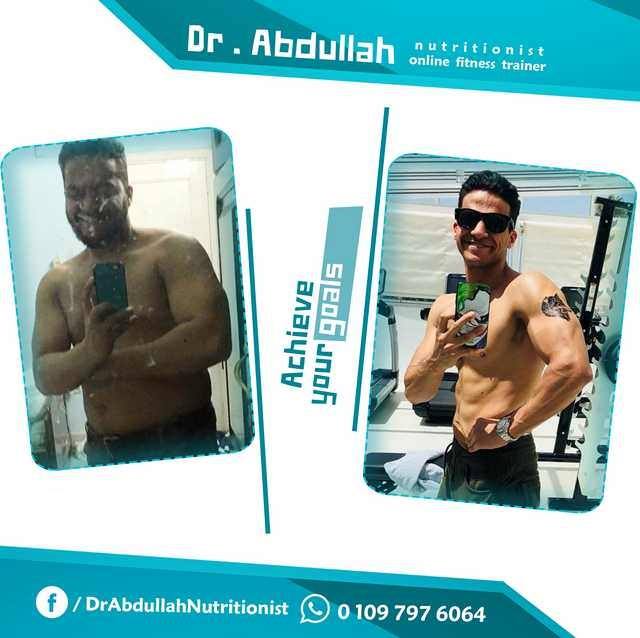 Dr . Abdullah
nutritionist
online fitness trainer
Achieve
your goals
/DrAbdullahNutritionist
0 109 797 6064